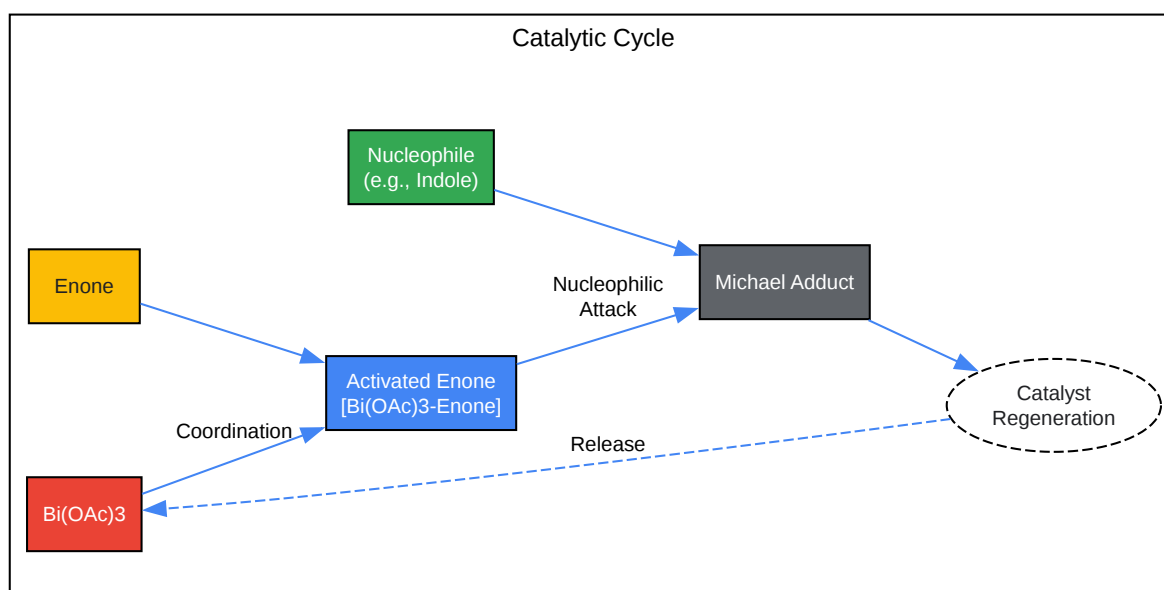 Catalytic Cycle
Nucleophile
(e.g., Indole)
Enone
Nucleophilic
Attack
Michael Adduct
Activated Enone
[Bi(OAc)3-Enone]
Catalyst
Regeneration
Coordination
Release
Bi(OAc)3